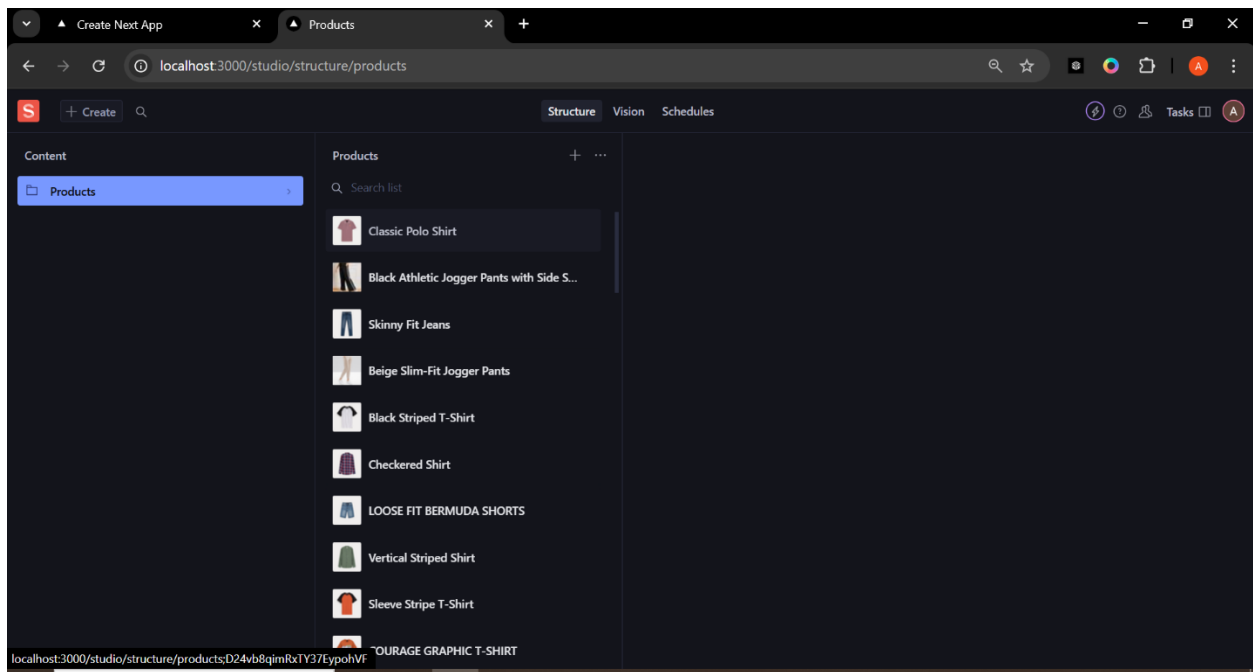 Create Next App
Products
localhost:3000/studio/structure/products
A
S
Create
Structure Vision Schedules
Tasks
A
Content
Products
Products
Search list
Classic Polo Shirt
Black Athletic Jogger Pants with Side S...
Skinny Fit Jeans
Beige Slim-Fit Jogger Pants
Black Striped T-Shirt
Checkered Shirt
LOOSE FIT BERMUDA SHORTS
Vertical Striped Shirt
Sleeve Stripe T-Shirt
COURAGE GRAPHIC T-SHIRT
localhost:3000/studio/structure/products;D24vb8qimRxTY37EypohVF